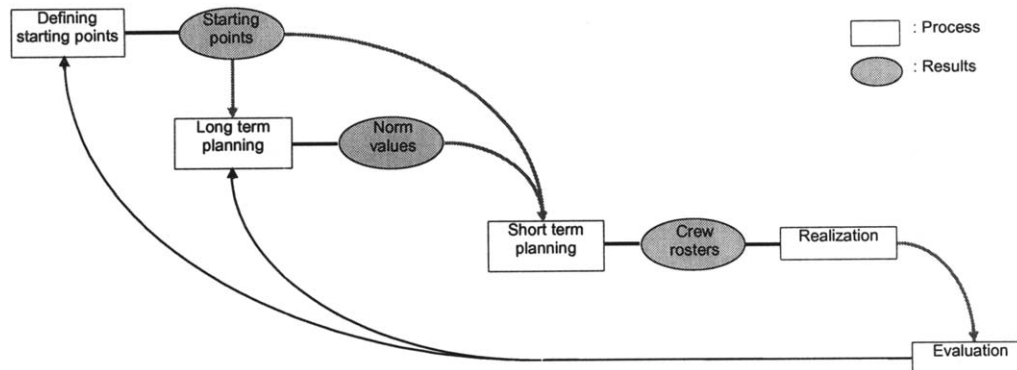 Defining
starting points
Starting
points
: Process
: Results
Long term
planning
Norm
values
Short term
planning
Crew
rosters
Realization
Evaluation